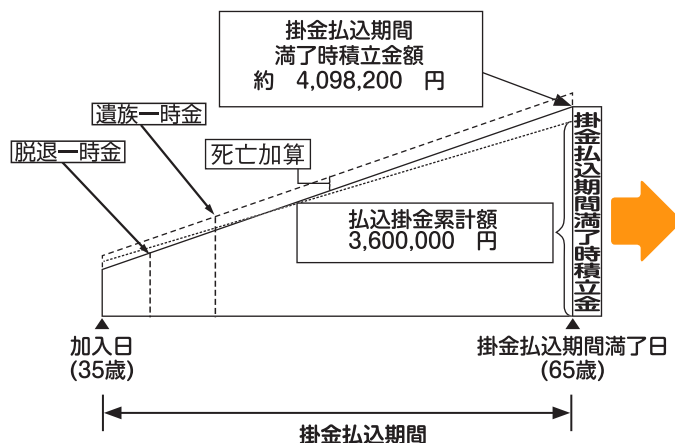 掛金払込期間
満了時積立金額
約 4,098,200 円
遺族一時金
脱退一時金
死亡加算
払込掛金累計額
3,600,000 円
掛金払込期間満了時積立金
加入日
(35歳)
掛金払込期間満了日
(65歳)
掛金払込期間